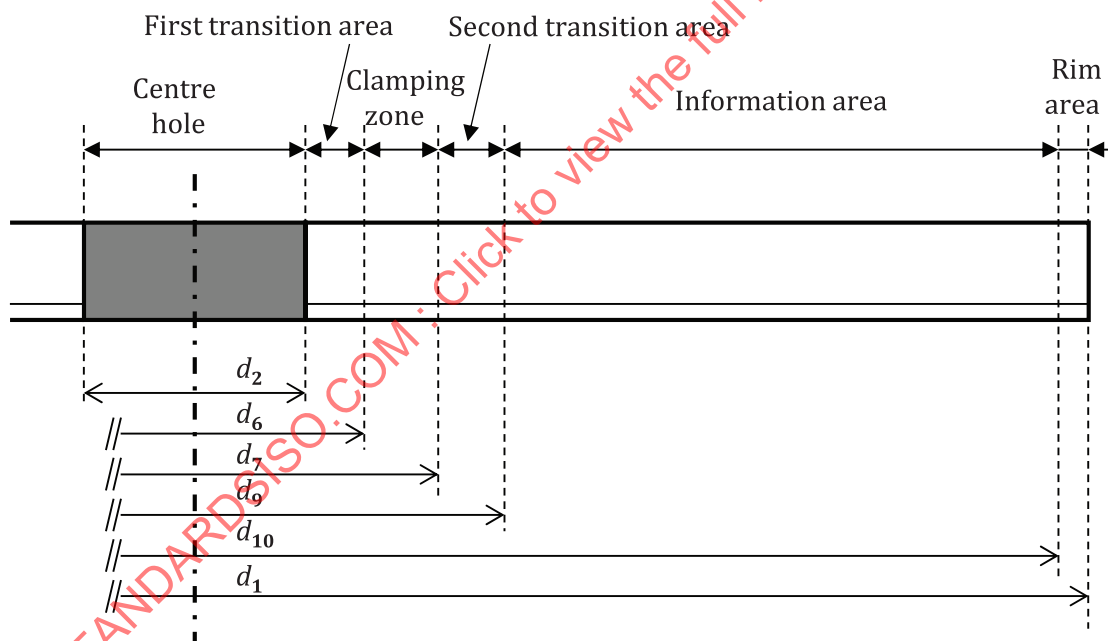 First transition area
Second transition area
Centre
hole
Clamping
zone
Information area
Rim
area
d2
d6
d7
d9
d10
d1
TANDARDSISO.COM : Click to view the full